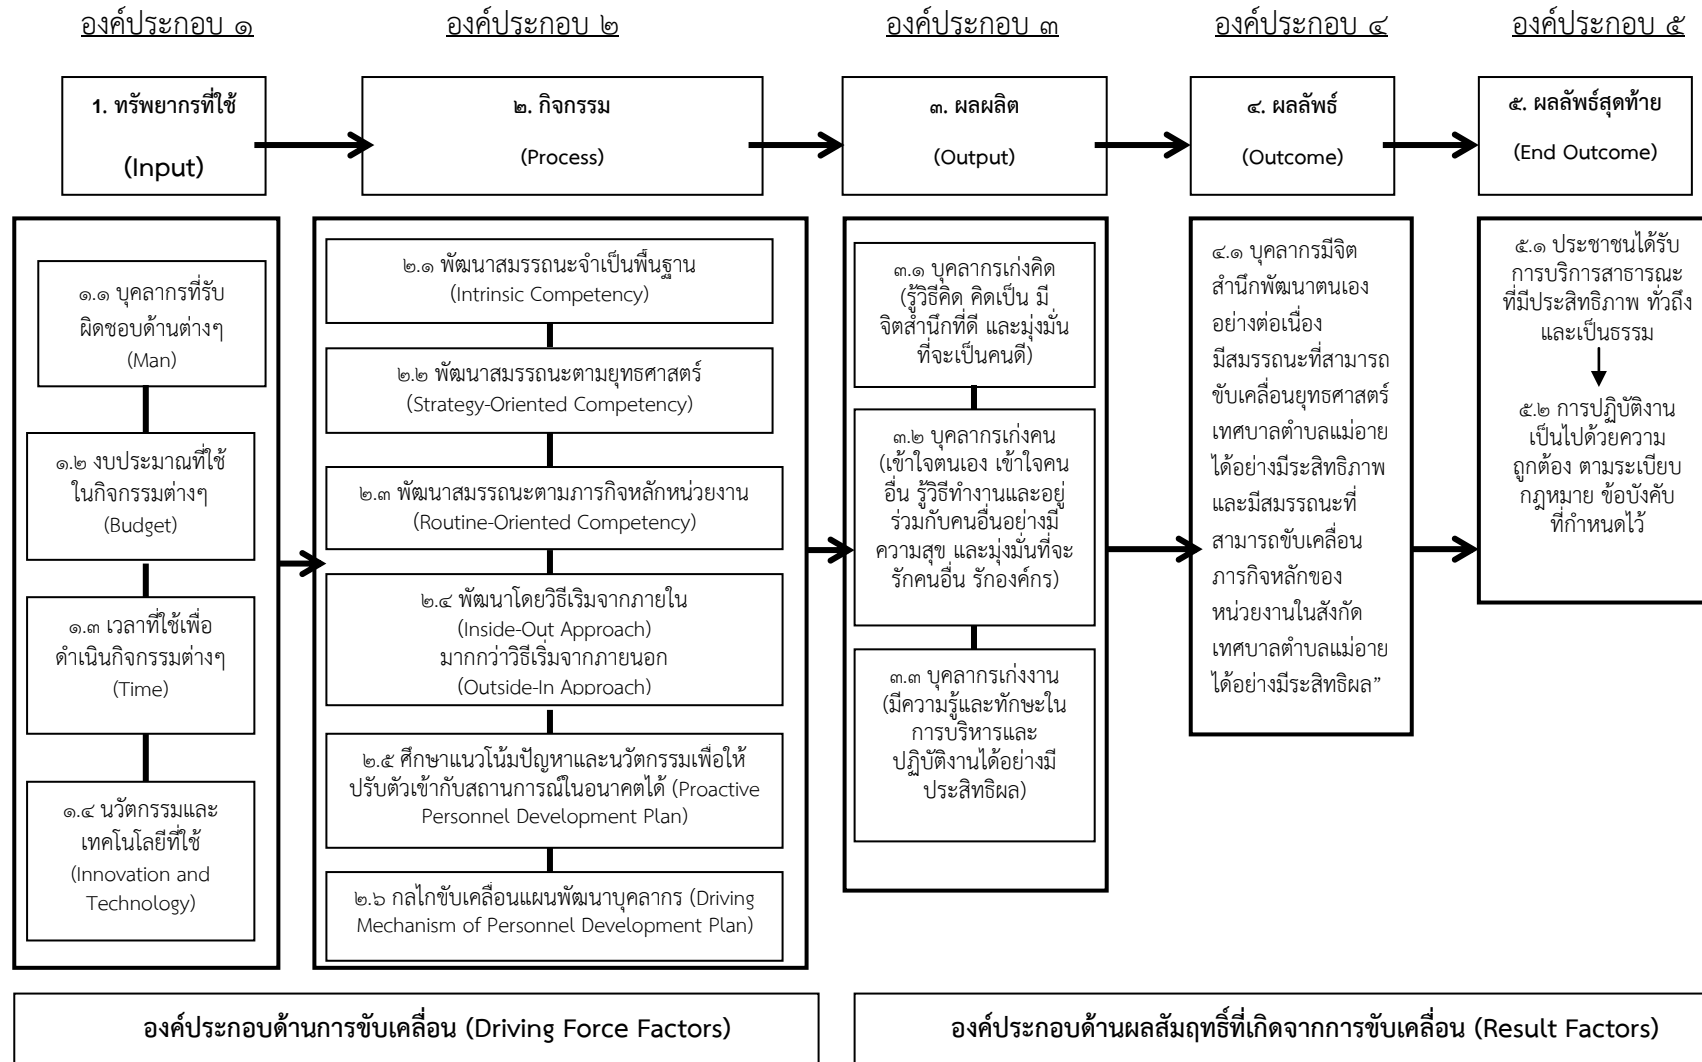 องค์ประกอบ ๑
องค์ประกอบ ๒
องค์ประกอบ ๓
องค์ประกอบ ๔
องค์ประกอบ ๕
1. ทรัพยากรที่ใช้
(Input)
๒. กิจกรรม
(Process)
๓. ผลผลิต
(Output)
๔. ผลลัพธ์
(Outcome)
๕. ผลลัพธ์สุดท้าย
(End Outcome)
๑.๑ บุคลากรที่รับ
ผิดชอบด้านต่างๆ
(Man)
๑.๒ งบประมาณที่ใช้
ในกิจกรรมต่างๆ
(Budget)
๑.๓ เวลาที่ใช้เพื่อ
ดำเนินกิจกรรมต่างๆ
(Time)
๑.๔ นวัตกรรมและ
เทคโนโลยีที่ใช้
(Innovation and
Technology)
๒.๑ พัฒนาสมรรถนะจำเป็นพื้นฐาน
(Intrinsic Competency)
๒.๒ พัฒนาสมรรถนะตามยุทธศาสตร์
(Strategy-Oriented Competency)
๒.๓ พัฒนาสมรรถนะตามภารกิจหลักหน่วยงาน
(Routine-Oriented Competency)
๒.๔ พัฒนาโดยวิธีเริมจากภายใน
(Inside-Out Approach)
มากกว่าวิธีเริ่มจากภายนอก
(Outside-In Approach)
๒.๕ ศึกษาแนวโน้มปัญหาและนวัตกรรมเพื่อให้
ปรับตัวเข้ากับสถานการณ์ในอนาคตได้ (Proactive
Personnel Development Plan)
๒.๖ กลไกขับเคลื่อนแผนพัฒนาบุคลากร (Driving
Mechanism of Personnel Development Plan)
๓.๑ บุคลากรเก่งคิด
(รู้วิธีคิด คิดเป็น มี
จิตสำนึกที่ดี และมุ่งมั่น
ที่จะเป็นคนดี)
๓.๒ บุคลากรเก่งคน
(เข้าใจตนเอง เข้าใจคน
อื่น รู้วิธีทำงานและอยู่
ร่วมกับคนอื่นอย่างมี
ความสุข และมุ่งมั่นที่จะ
รักคนอื่น รักองค์กร)
๓.๓ บุคลากรเก่งงาน
(มีความรู้และทักษะใน
การบริหารและ
ปฏิบัติงานได้อย่างมี
ประสิทธิผล)
๔.๑ บุคลากรมีจิต
สำนึกพัฒนาตนเอง
อย่างต่อเนื่อง
มีสมรรถนะที่สามารถ
ขับเคลื่อนยุทธศาสตร์
เทศบาลตำบลแม่อาย
ได้อย่างมีระสิทธิภาพ
และมีสมรรถนะที่
สามารถขับเคลื่อน
ภารกิจหลักของ
หน่วยงานในสังกัด
เทศบาลตำบลแม่อาย
ได้อย่างมีระสิทธิผล”
๕.๑ ประชาชนได้รับ
การบริการสาธารณะ
ที่มีประสิทธิภาพ ทั่วถึง
และเป็นธรรม
๕.๒ การปฏิบัติงาน
เป็นไปด้วยความ
ถูกต้อง ตามระเบียบ
กฎหมาย ข้อบังคับ
ที่กำหนดไว้
องค์ประกอบด้านการขับเคลื่อน (Driving Force Factors)
องค์ประกอบด้านผลสัมฤทธิ์ที่เกิดจากการขับเคลื่อน (Result Factors)